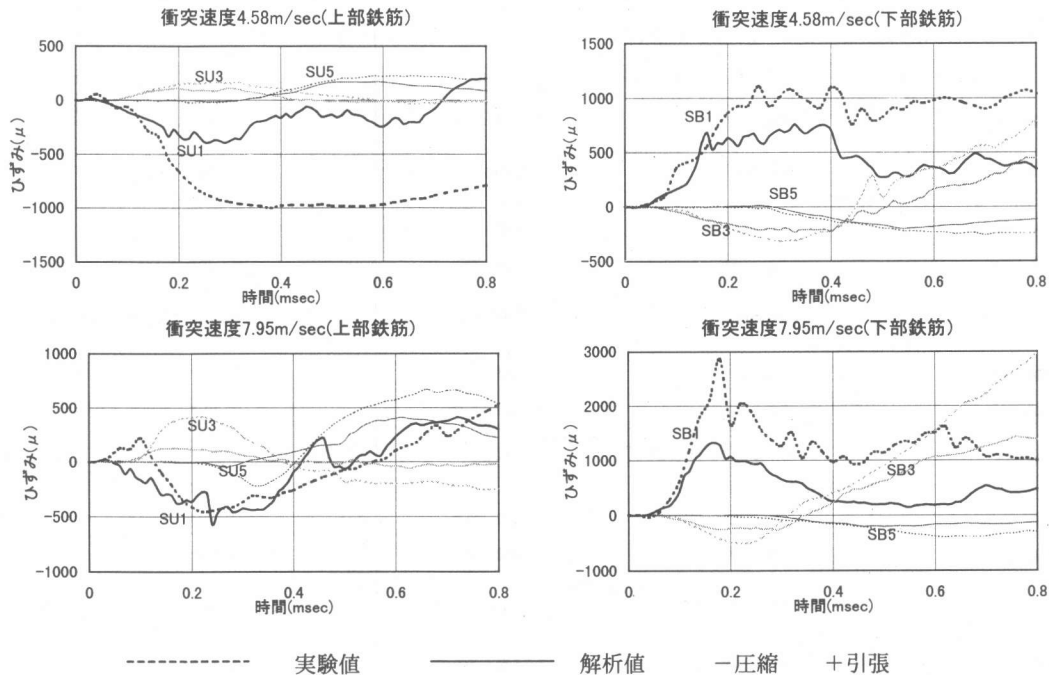 衝突速度4.58m/sec(上部鉄筋)
500
0
-500
-1000
-1500
ひずみ(μ)
SU3
SU5
SU1
0
0.2
0.4
0.6
0.8
時間(msec)
衝突速度4.58m/sec(下部鉄筋)
1500
1000
500
0
-500
ひずみ(μ)
SB1
SB5
SB3
0
0.2
0.4
0.6
0.8
時間(msec)
衝突速度7.95m/sec(上部鉄筋)
1000
500
0
-500
-1000
ひずみ(μ)
SU3
SU5
SU1
0
0.2
0.4
0.6
0.8
時間(msec)
衝突速度7.95m/sec(下部鉄筋)
3000
2000
1000
0
-1000
ひずみ(μ)
SB1
SB3
SB5
0
0.2
0.4
0.6
0.8
時間(msec)
実験値 解析値 −圧縮 +引張